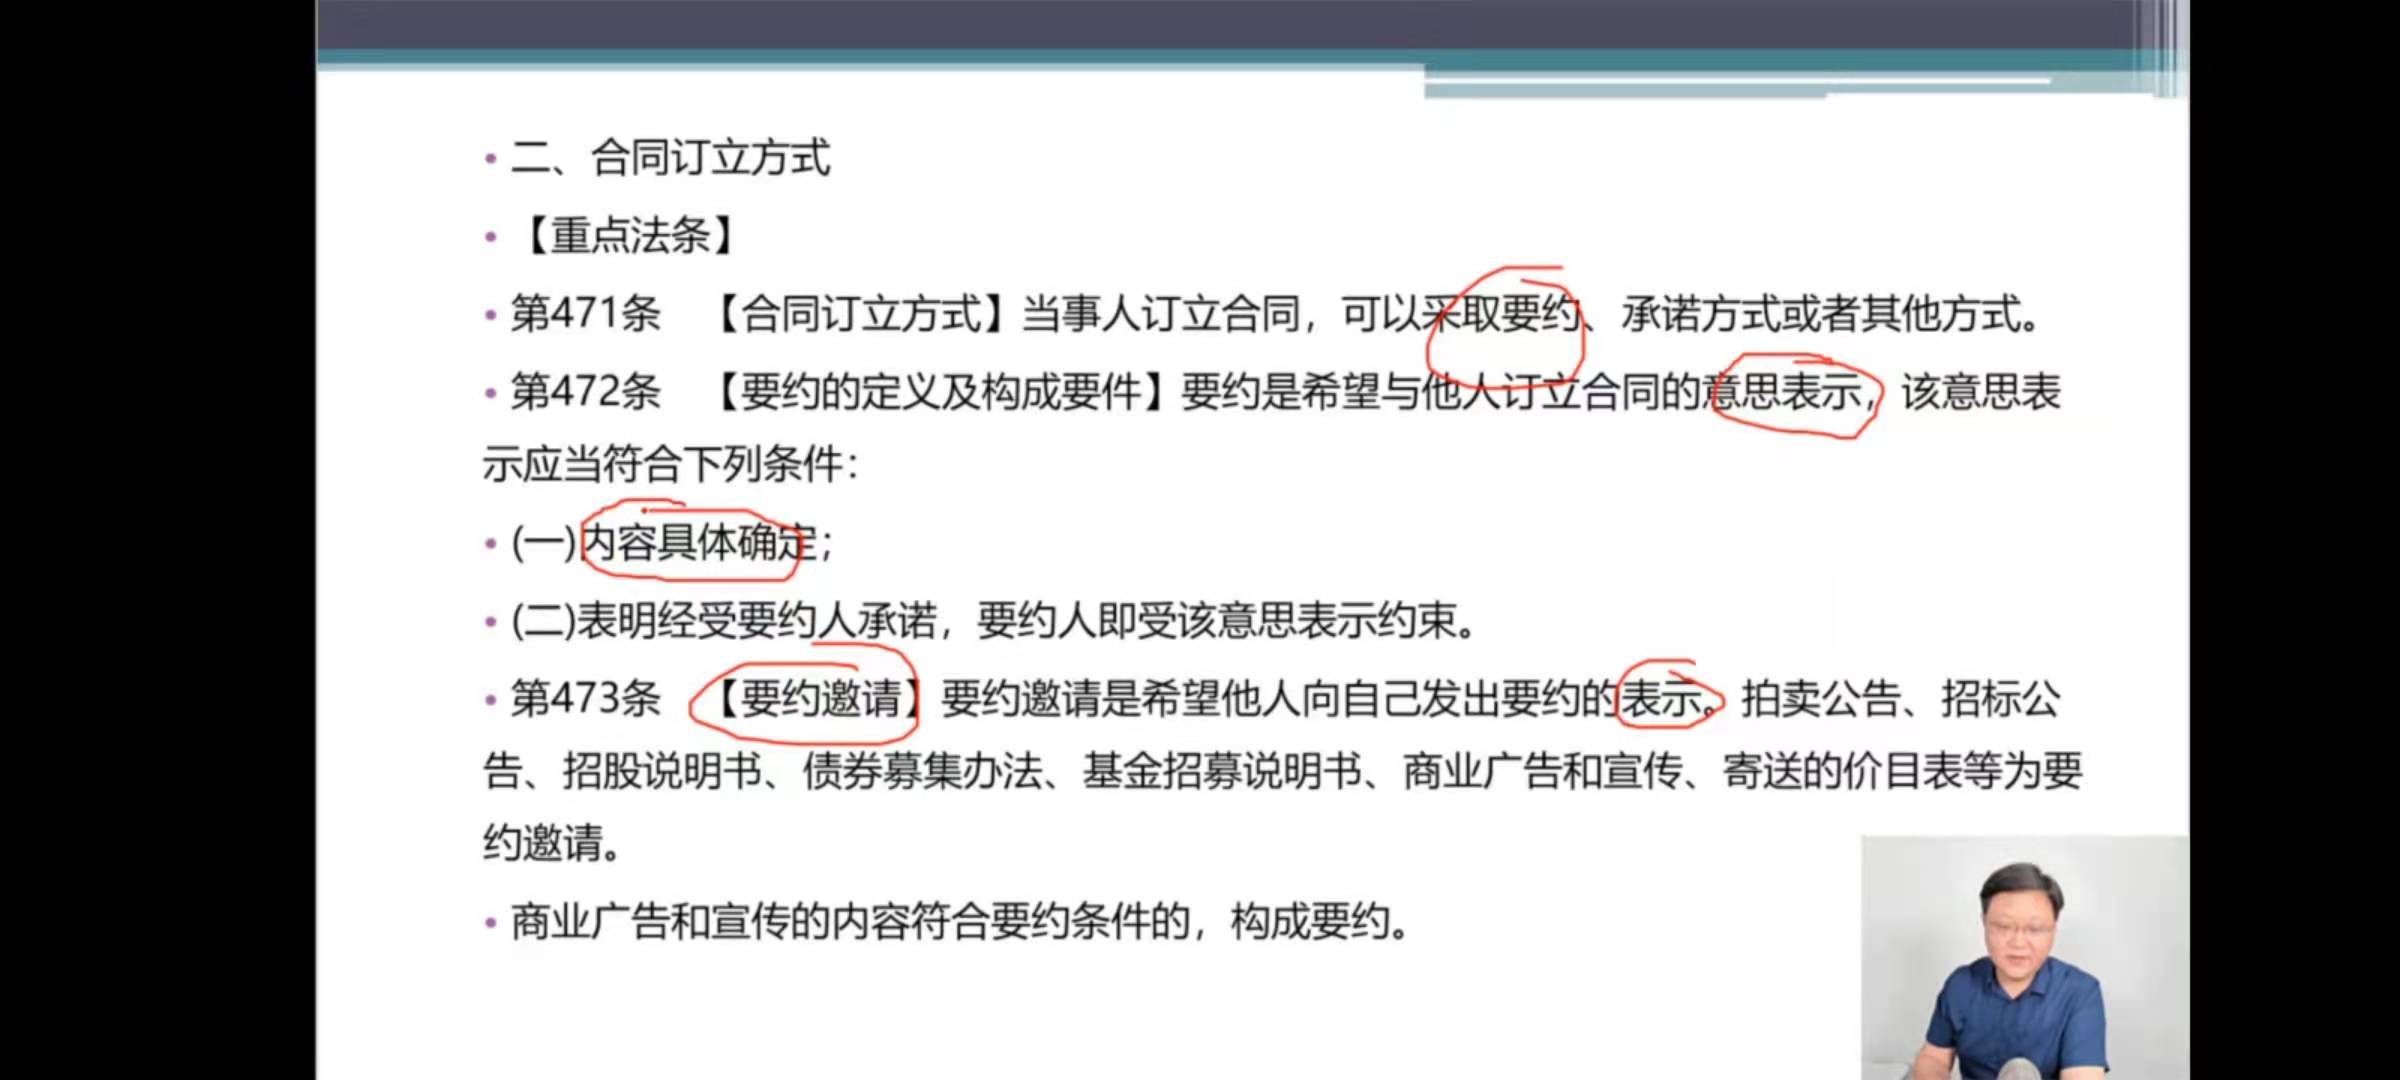 • 二、合同订立方式
• 【重点法条】
• 第471条 【合同订立方式】当事人订立合同，可以采取要约、承诺方式或者其他方式。
• 第472条 【要约的定义及构成要件】要约是希望与他人订立合同的意思表示，该意思表
示应当符合下列条件：
• (一)内容具体确定；
• (二)表明经受要约人承诺，要约人即受该意思表示约束。
• 第473条 【要约邀请】要约邀请是希望他人向自己发出要约的表示。拍卖公告、招标公
告、招股说明书、债券募集办法、基金招募说明书、商业广告和宣传、寄送的价目表等为要
约邀请。
• 商业广告和宣传的内容符合要约条件的，构成要约。